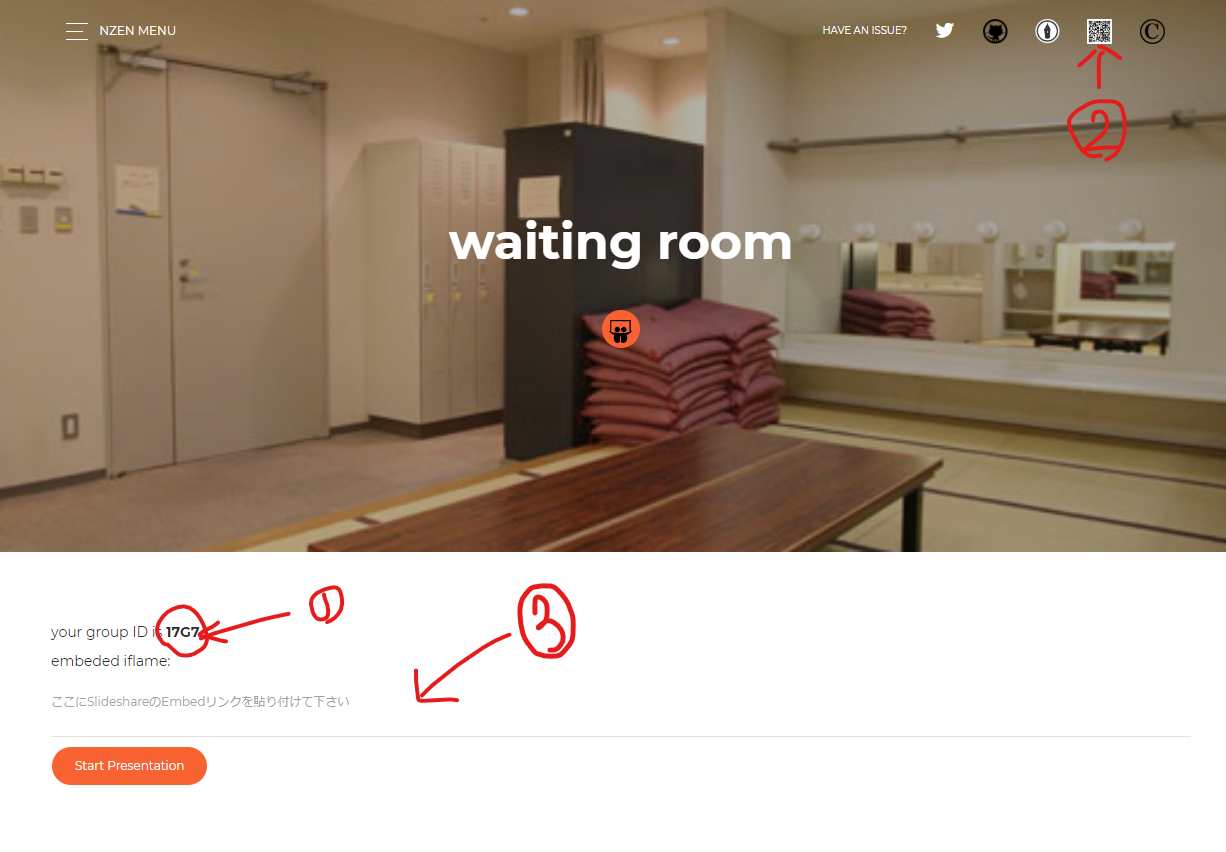 NZEN MENU
HAVE AN ISSUE?
C
2
waiting room
1
3
your group ID is 17G7
embeded iflame:
ここにSlideshareのEmbedリンクを貼り付けて下さい
Start Presentation